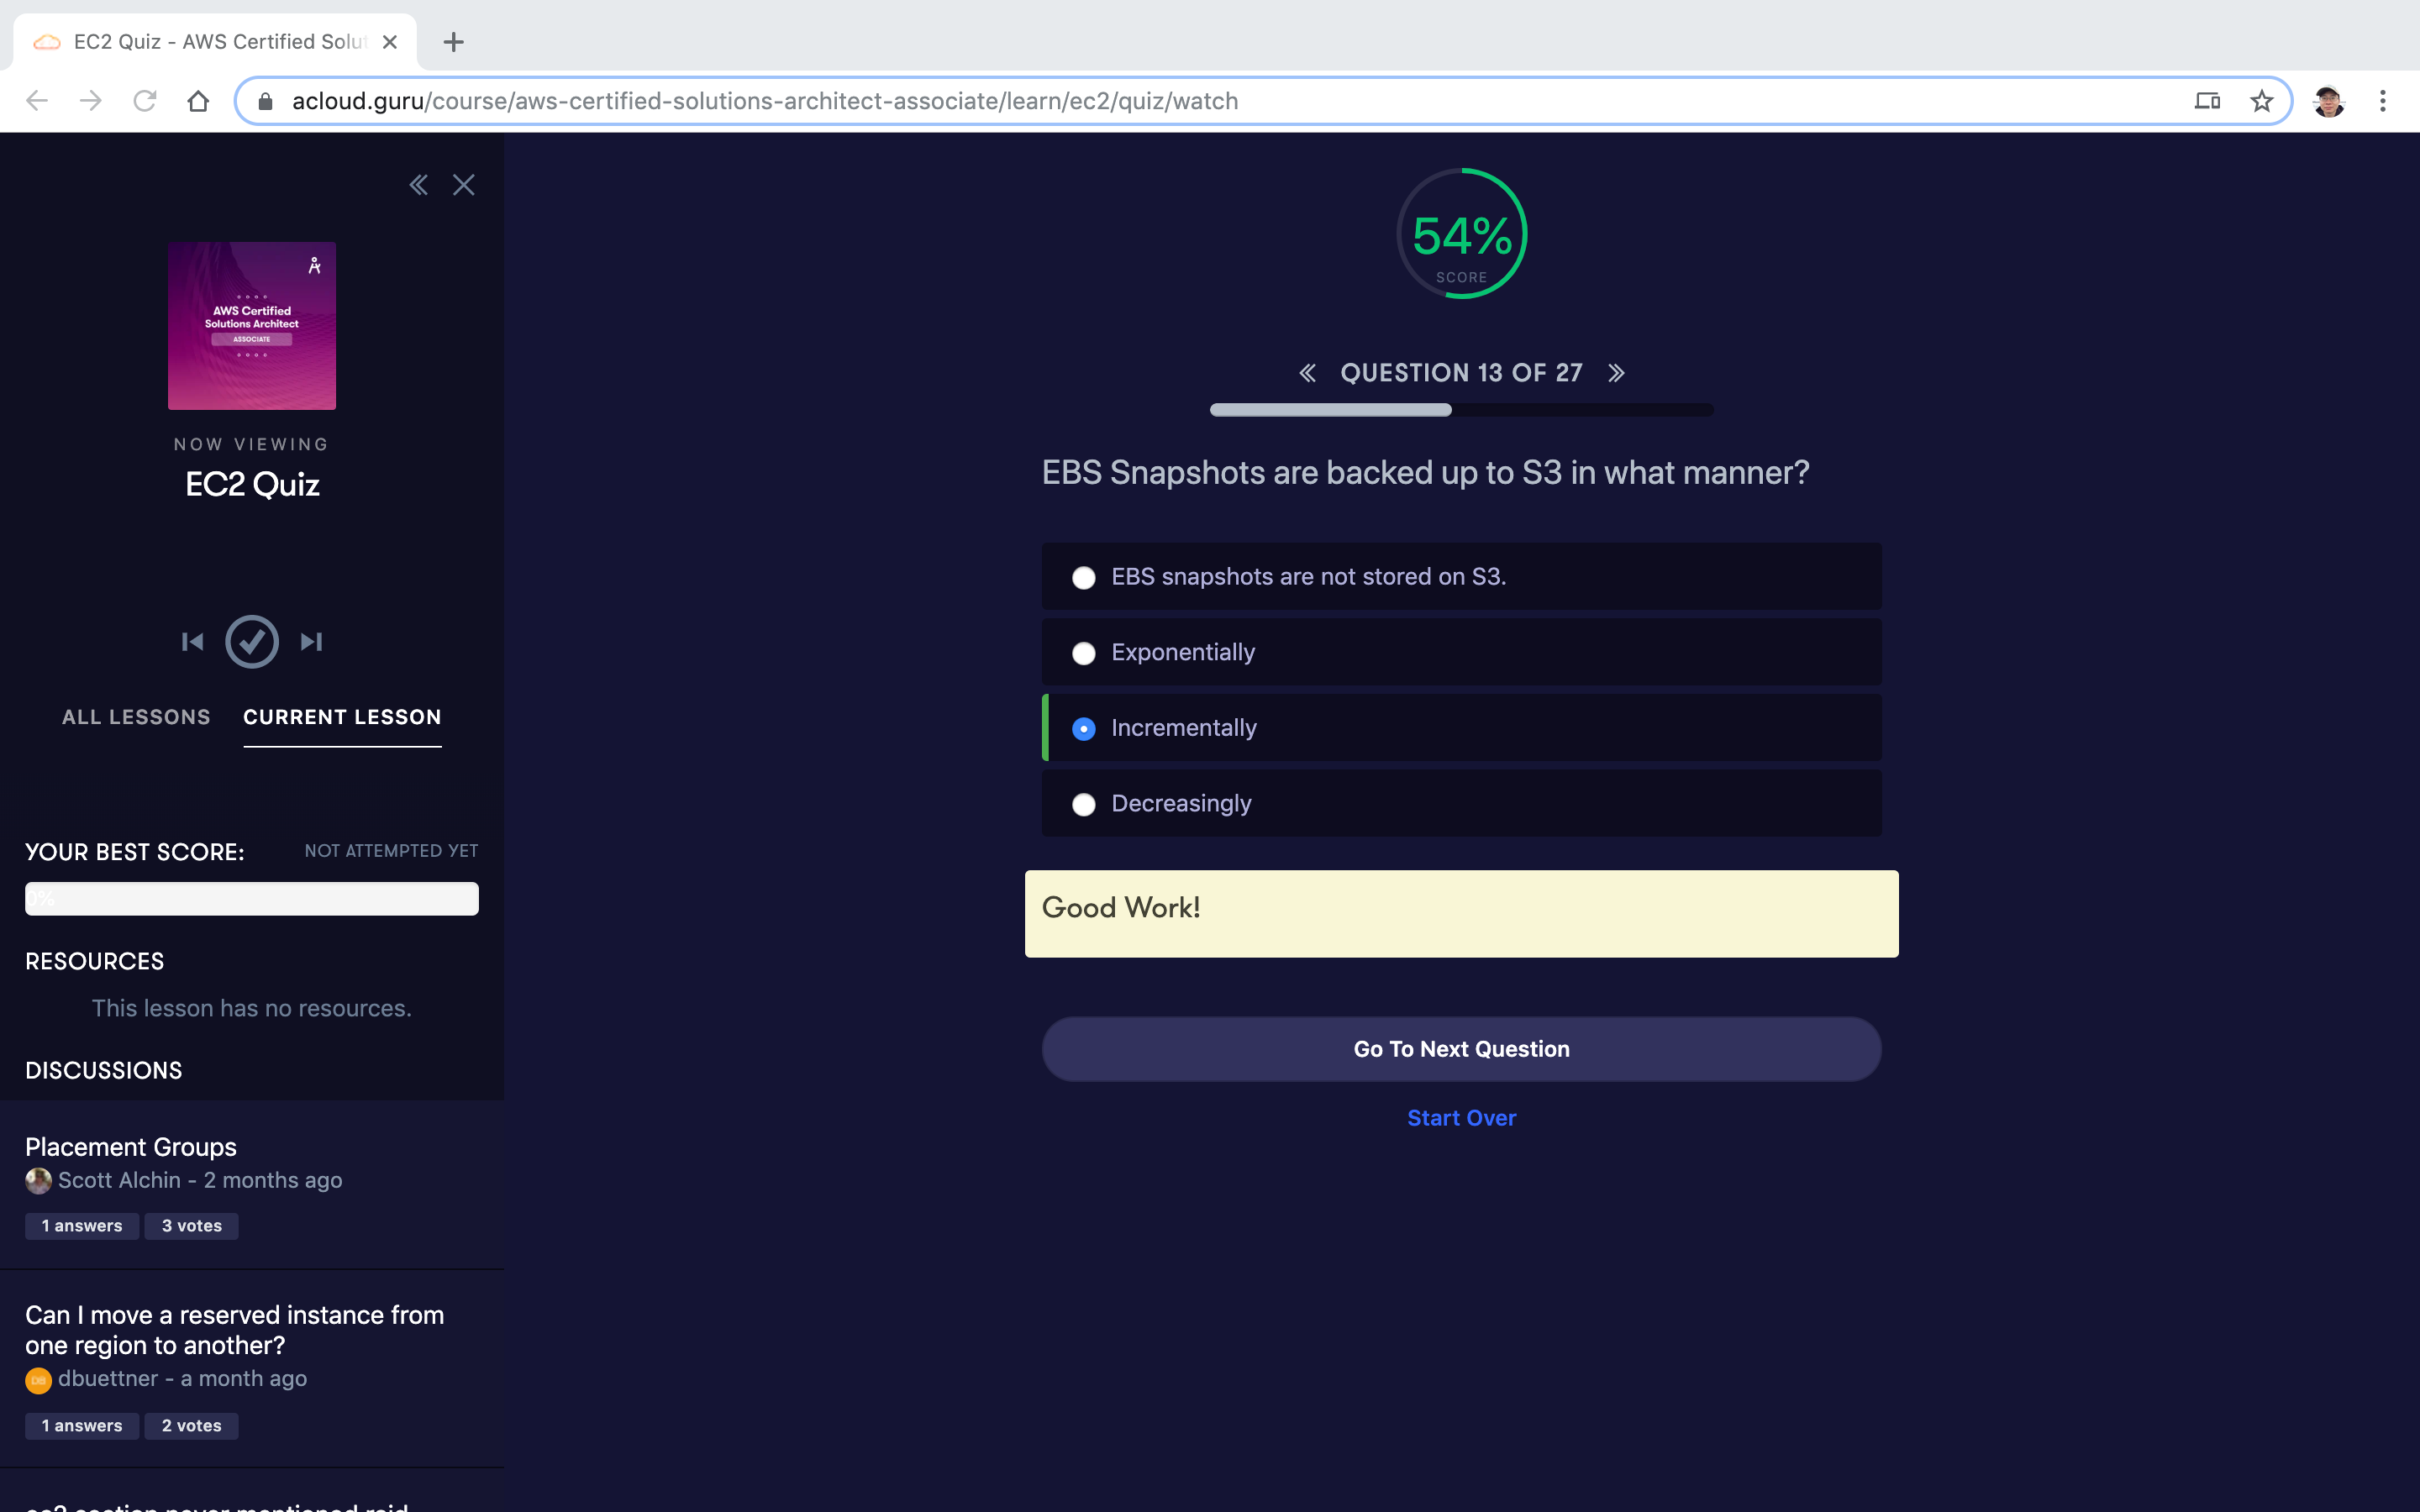 EC2 Quiz - AWS Certified Solut
acloud.guru/course/aws-certified-solutions-architect-associate/learn/ec2/quiz/watch
AWS Certified
Solutions Architect
ASSOCIATE
NOW VIEWING
EC2 Quiz
ALL LESSONS
CURRENT LESSON
YOUR BEST SCORE:
NOT ATTEMPTED YET
0%
RESOURCES
This lesson has no resources.
DISCUSSIONS
Placement Groups
Scott Alchin - 2 months ago
1 answers
3 votes
Can I move a reserved instance from
one region to another?
dbuettner - a month ago
1 answers
2 votes
ec2 section never mentioned raid
54%
SCORE
QUESTION 13 OF 27
EBS Snapshots are backed up to S3 in what manner?
EBS snapshots are not stored on S3.
Exponentially
Incrementally
Decreasingly
Good Work!
Go To Next Question
Start Over